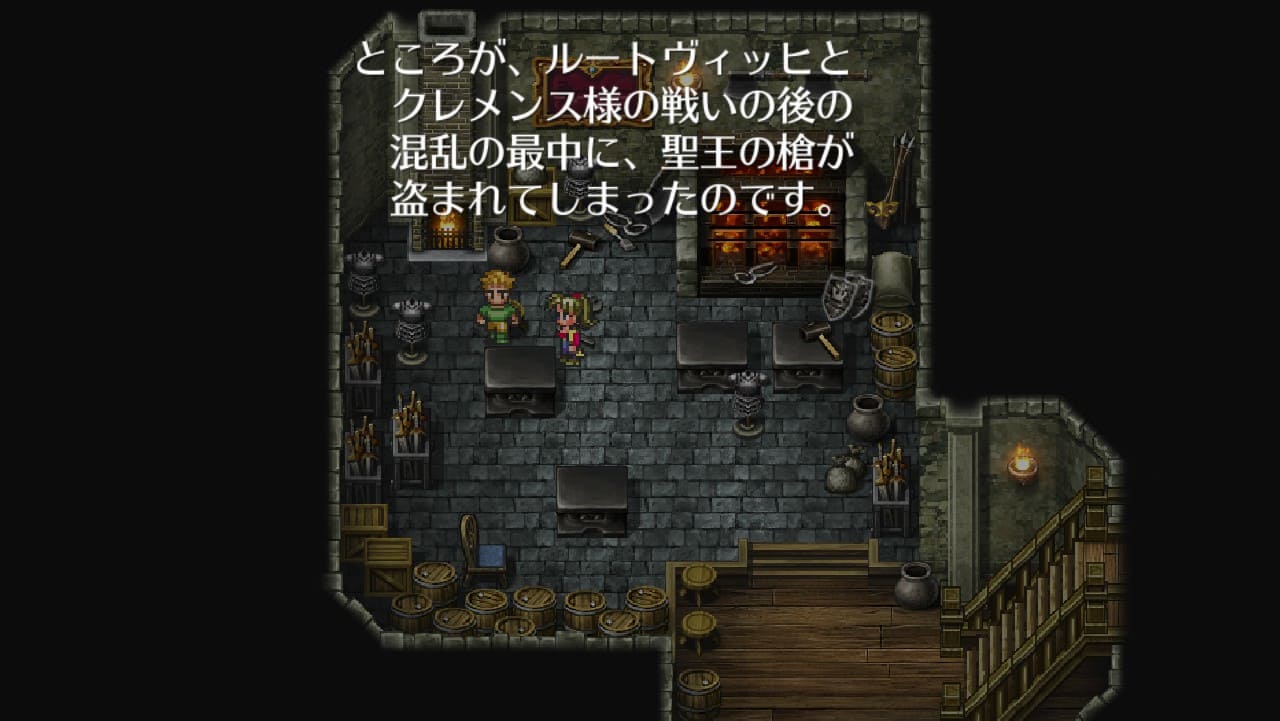 ところが、ルートヴィッヒと
クレメンス様の戦いの後の
混乱の最中に、聖王の槍が
盗まれてしまったのです。